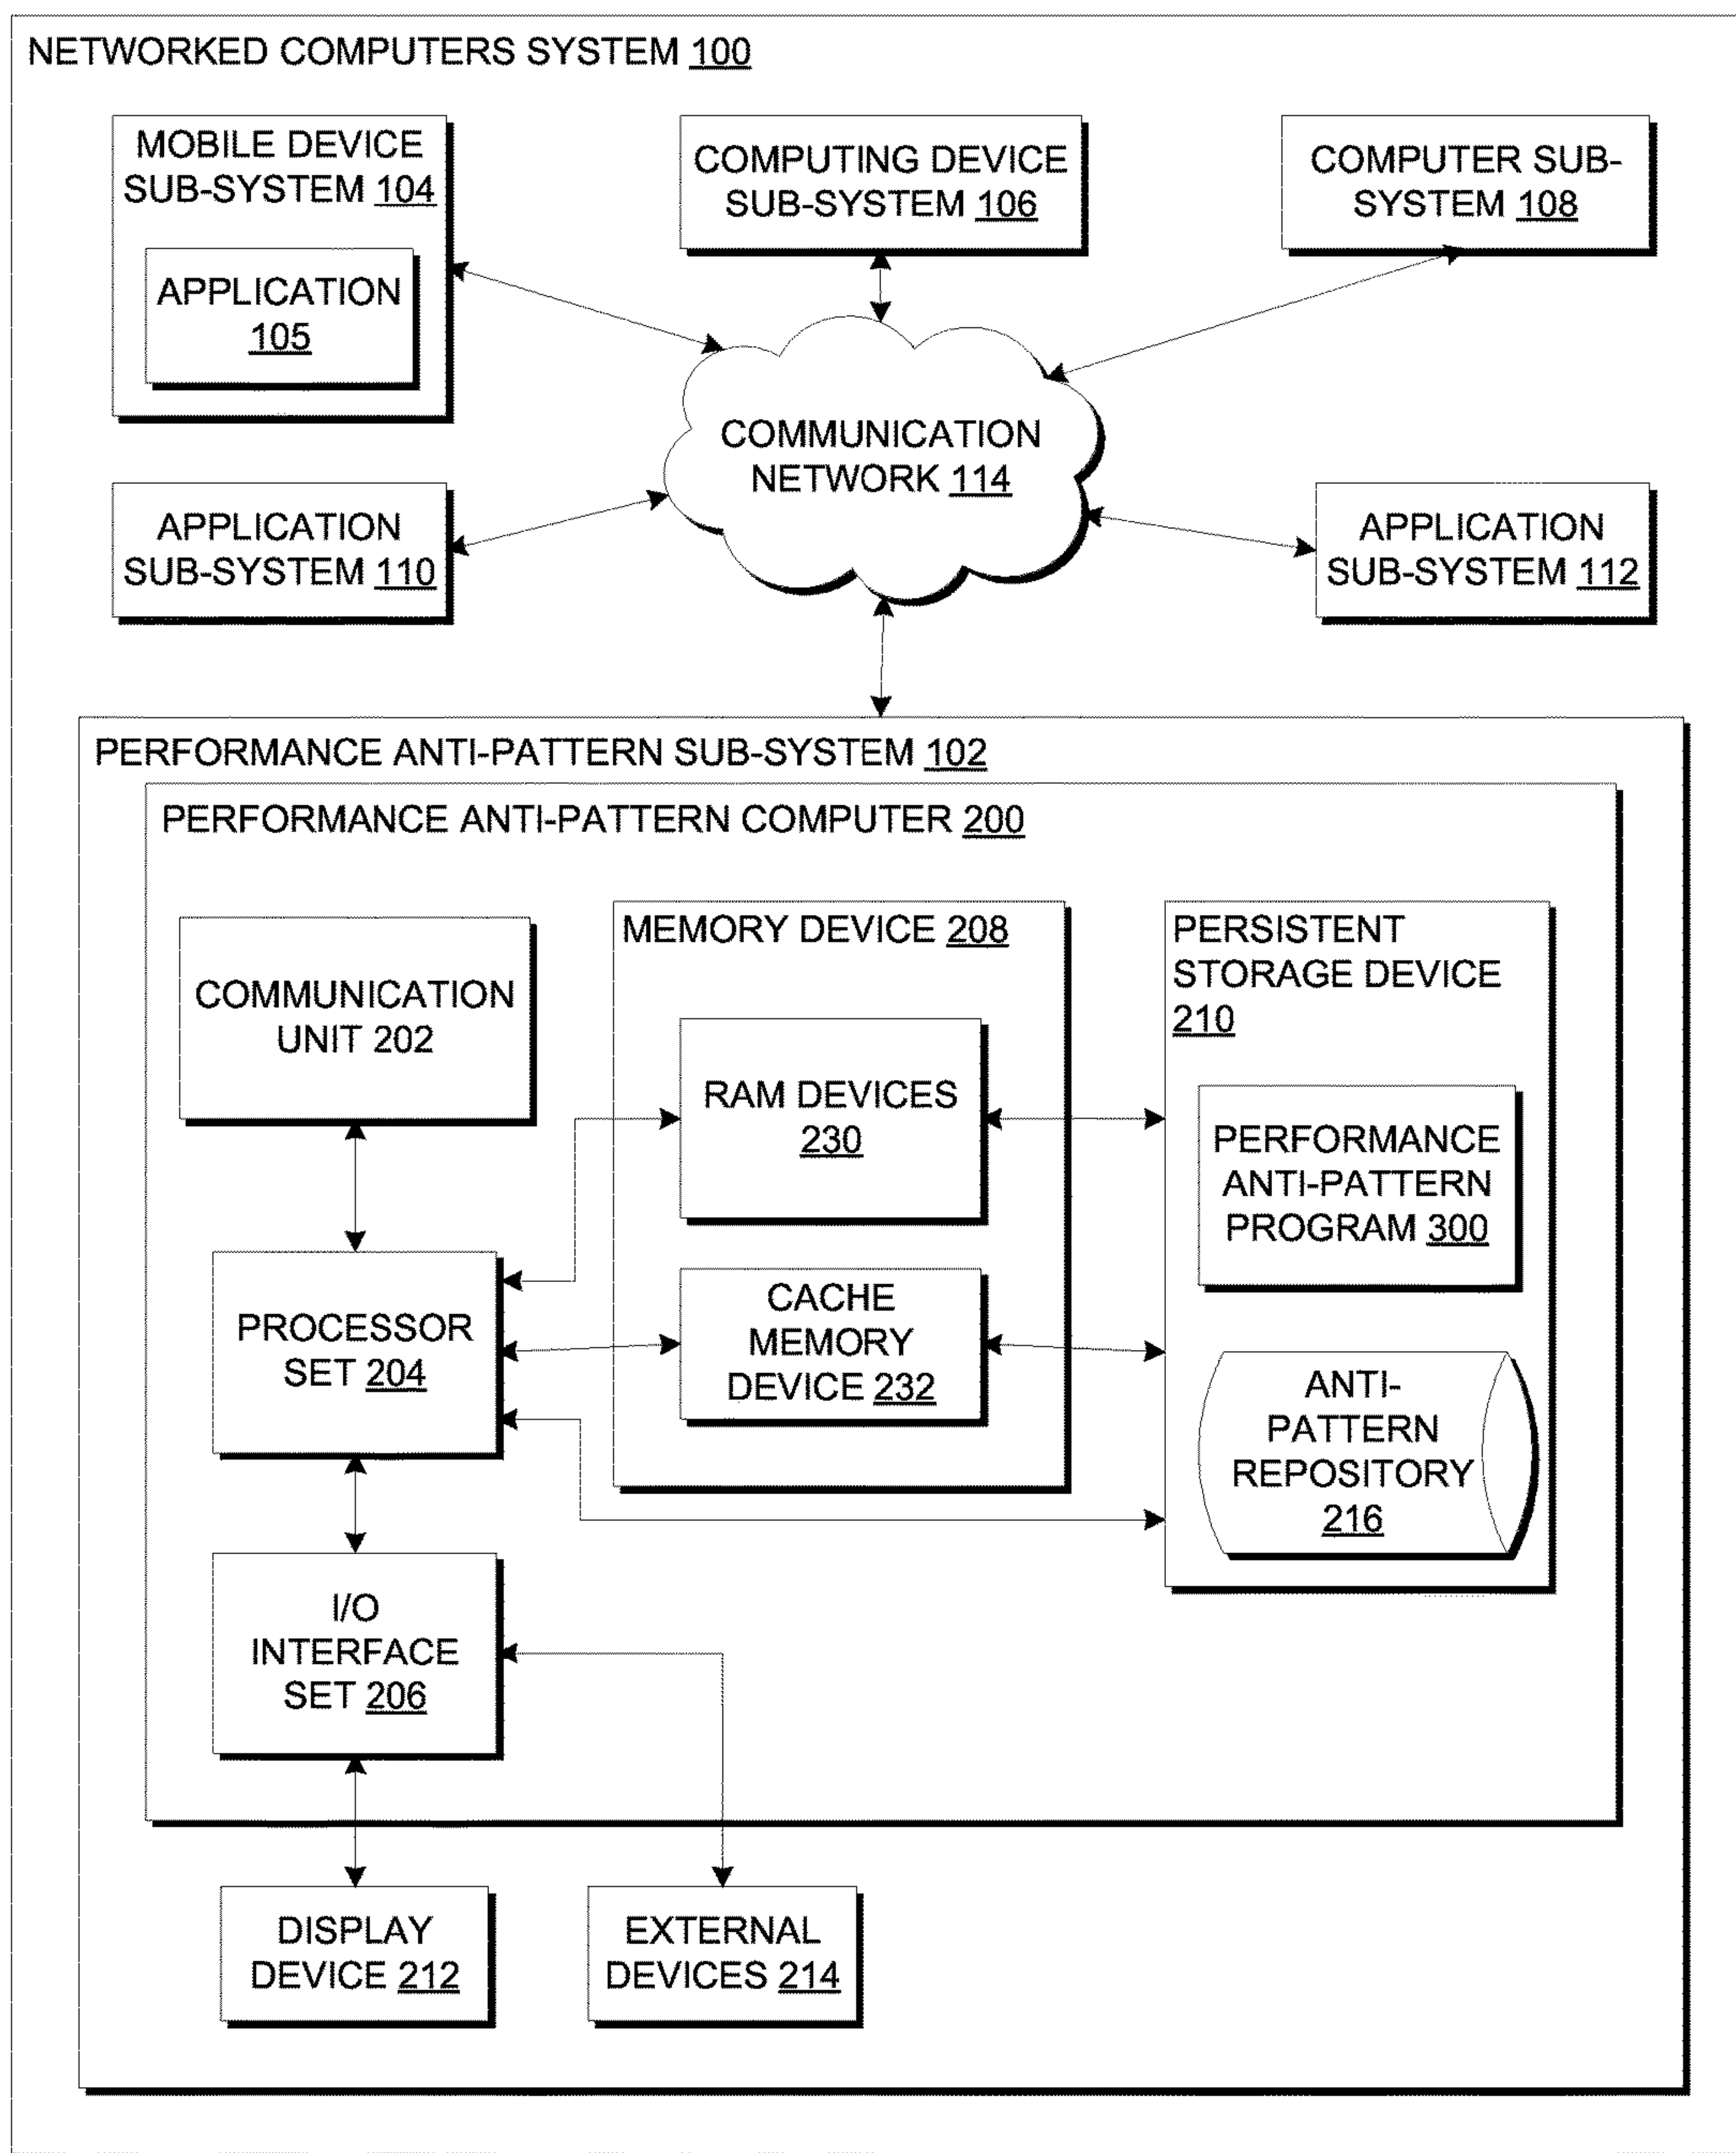 NETWORKED COMPUTERS SYSTEM 100
MOBILE DEVICE
SUB-SYSTEM 104
APPLICATION
105
COMPUTING DEVICE
SUB-SYSTEM 106
COMPUTER SUB-
SYSTEM 108
COMMUNICATION
NETWORK 114
APPLICATION
SUB-SYSTEM 110
APPLICATION
SUB-SYSTEM 112
PERFORMANCE ANTI-PATTERN SUB-SYSTEM 102
PERFORMANCE ANTI-PATTERN COMPUTER 200
COMMUNICATION
UNIT 202
MEMORY DEVICE 208
RAM DEVICES
230
CACHE
MEMORY
DEVICE 232
PERSISTENT
STORAGE DEVICE
210
PERFORMANCE
ANTI-PATTERN
PROGRAM 300
ANTI-
PATTERN
REPOSITORY
216
PROCESSOR
SET 204
I/O
INTERFACE
SET 206
DISPLAY
DEVICE 212
EXTERNAL
DEVICES 214